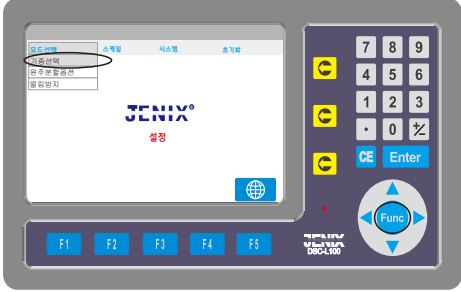 모드선택 스케일 시스템 초기화
기종선택
원주분할옵션
떨림방지
JENIX®
설정
7 8 9
4 5 6
1 2 3
· 0 +/-
CE Enter
Func
F1 F2 F3 F4 F5
JENIX
DSC-L100